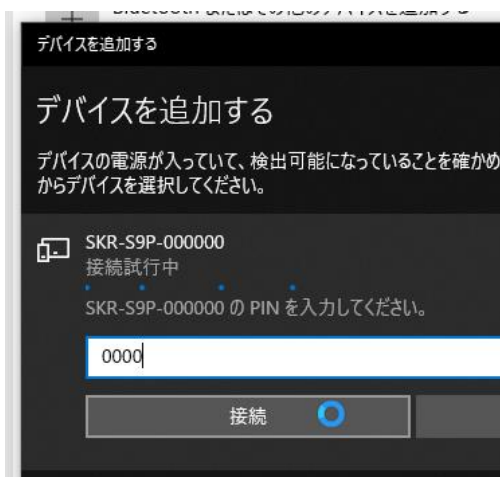 デバイスを追加する
デバイスを追加する
デバイスの電源が入っていて、検出可能になっていることを確かめ
からデバイスを選択してください。
SKR-S9P-000000
接続試行中
SKR-S9P-000000 の PIN を入力してください。
0000
接続